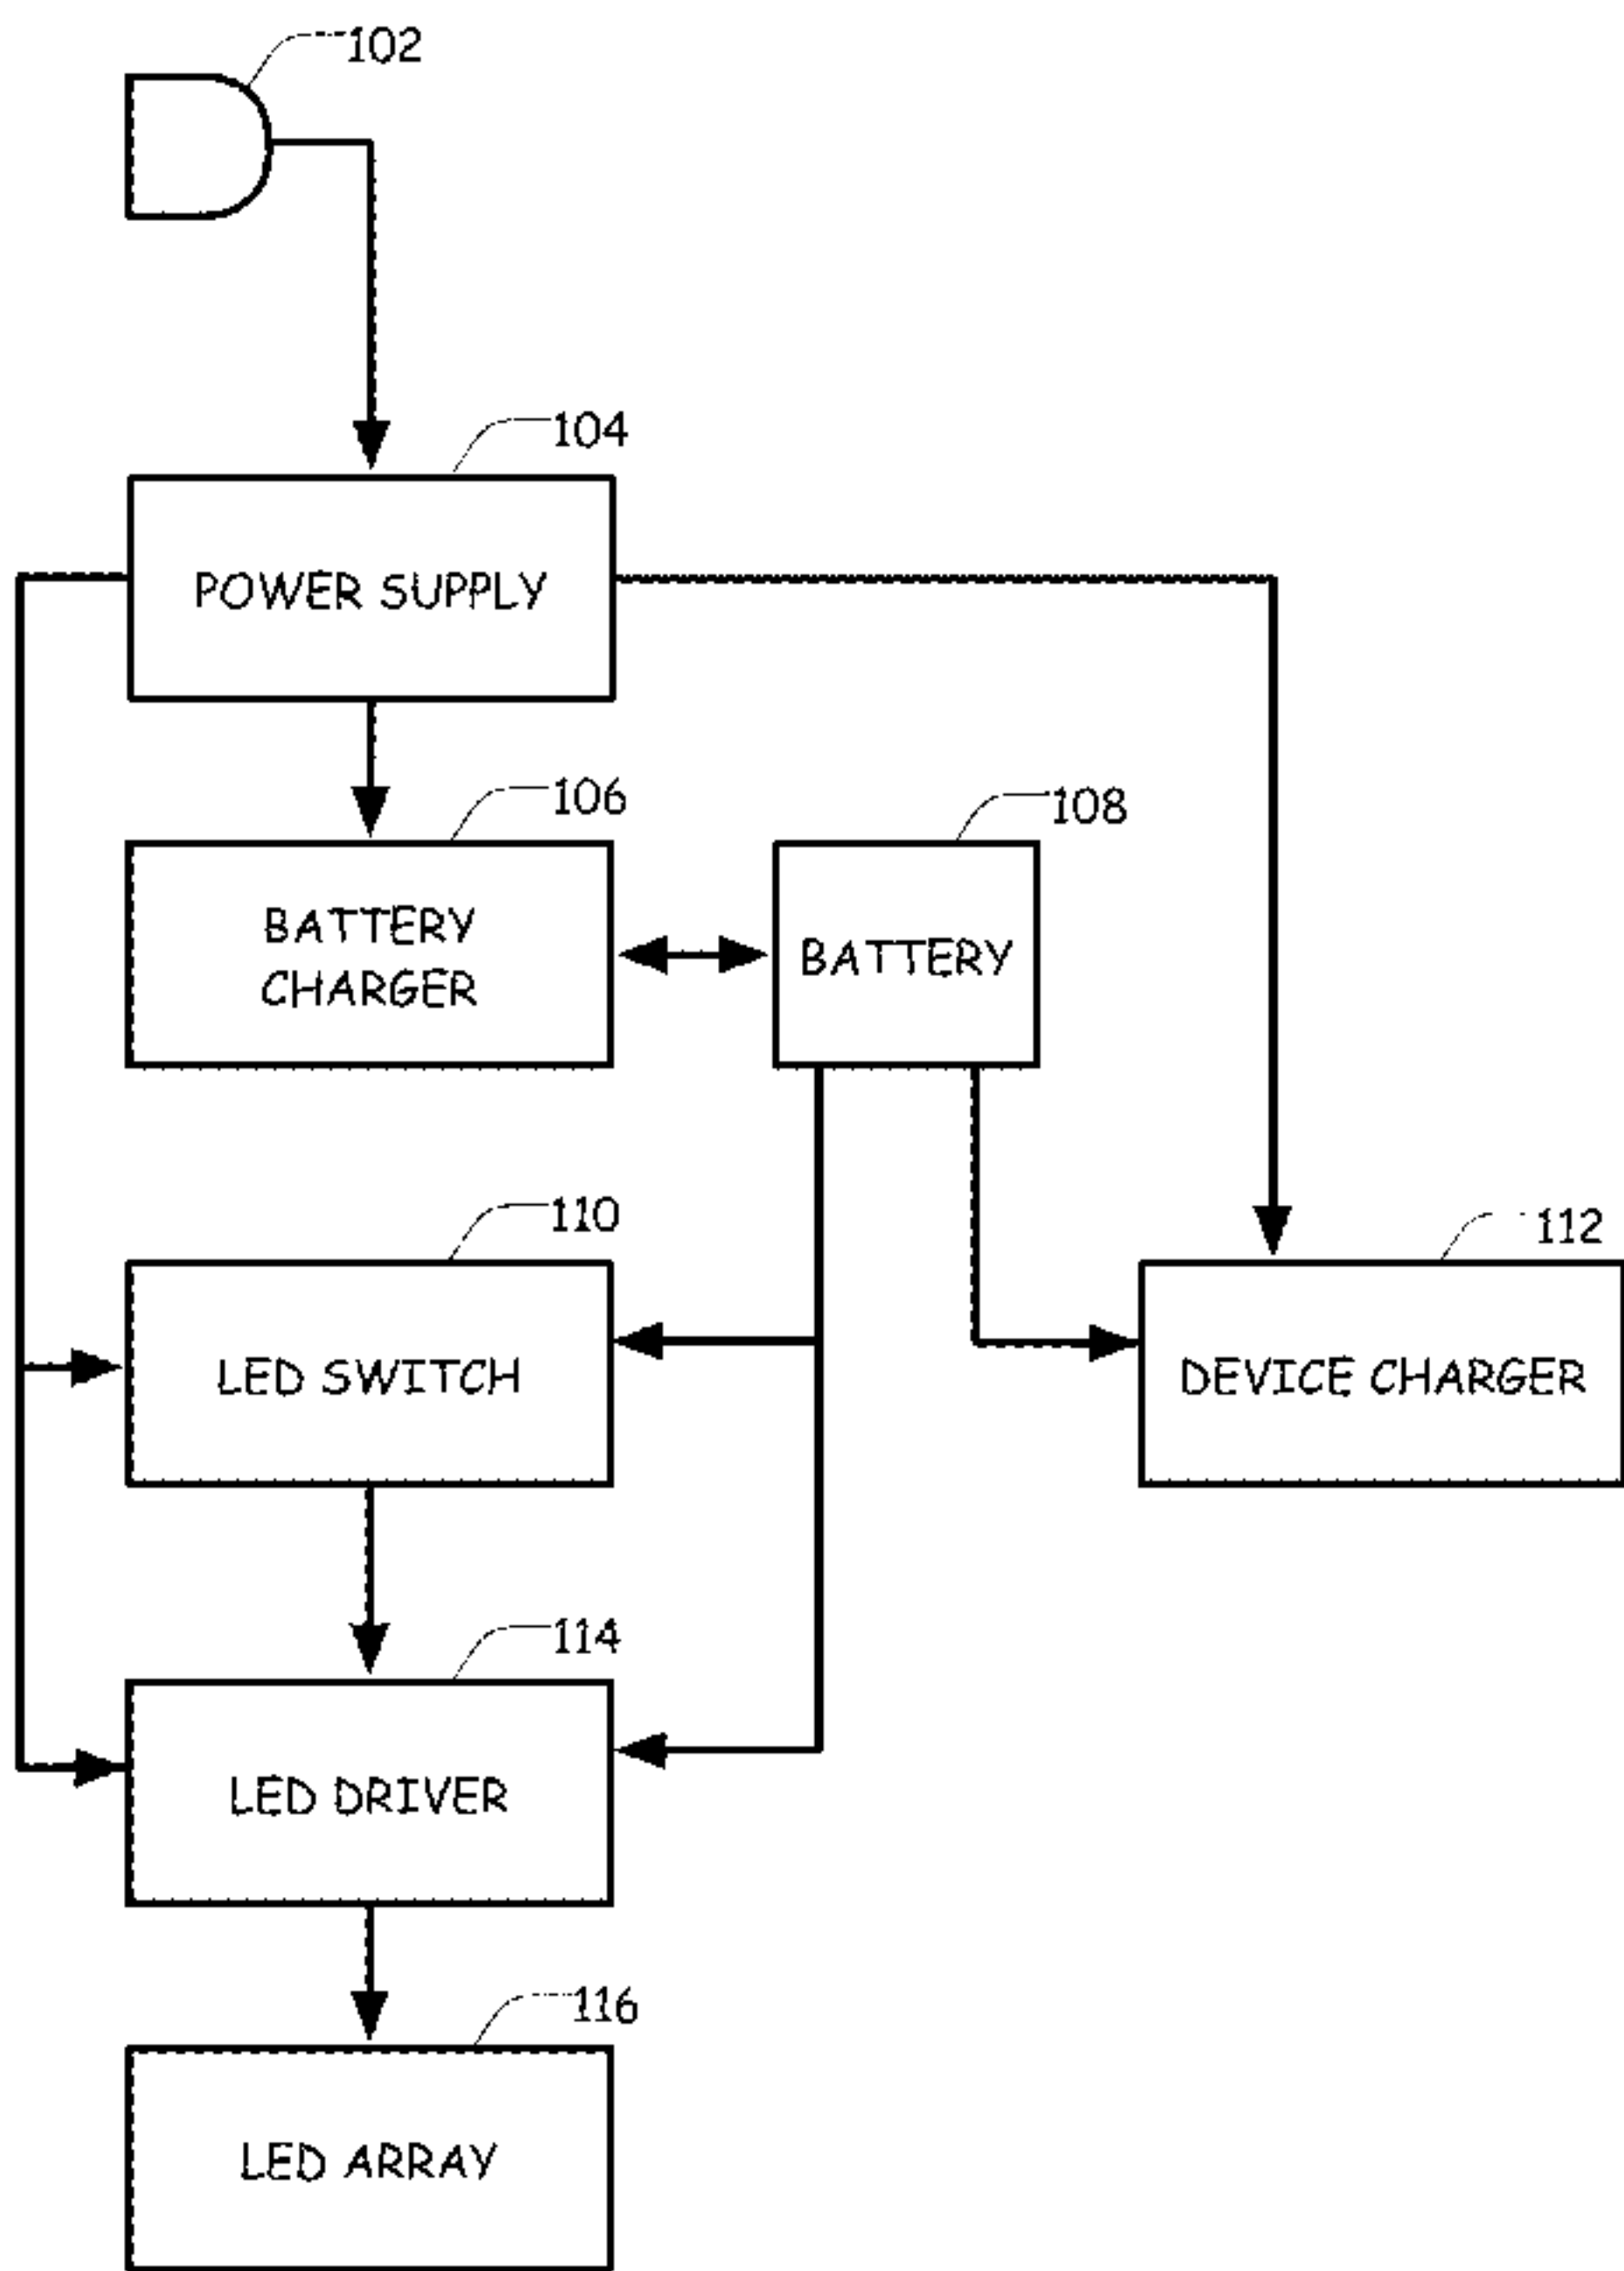 102
104
POWER SUPPLY
106
108
BATTERY
CHARGER
BATTERY
110
112
LED SWITCH
DEVICE CHARGER
114
LED DRIVER
116
LED ARRAY